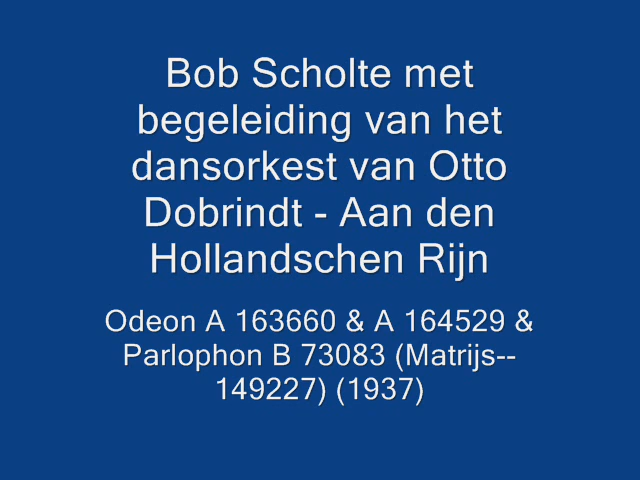 Bob Scholte met
begeleiding van het
dansorkest van Otto
Dobrindt - Aan den
Hollandschen Rijn
Odeon A 163660 & A 164529 &
Parlophon B 73083 (Matrijs--
149227) (1937)